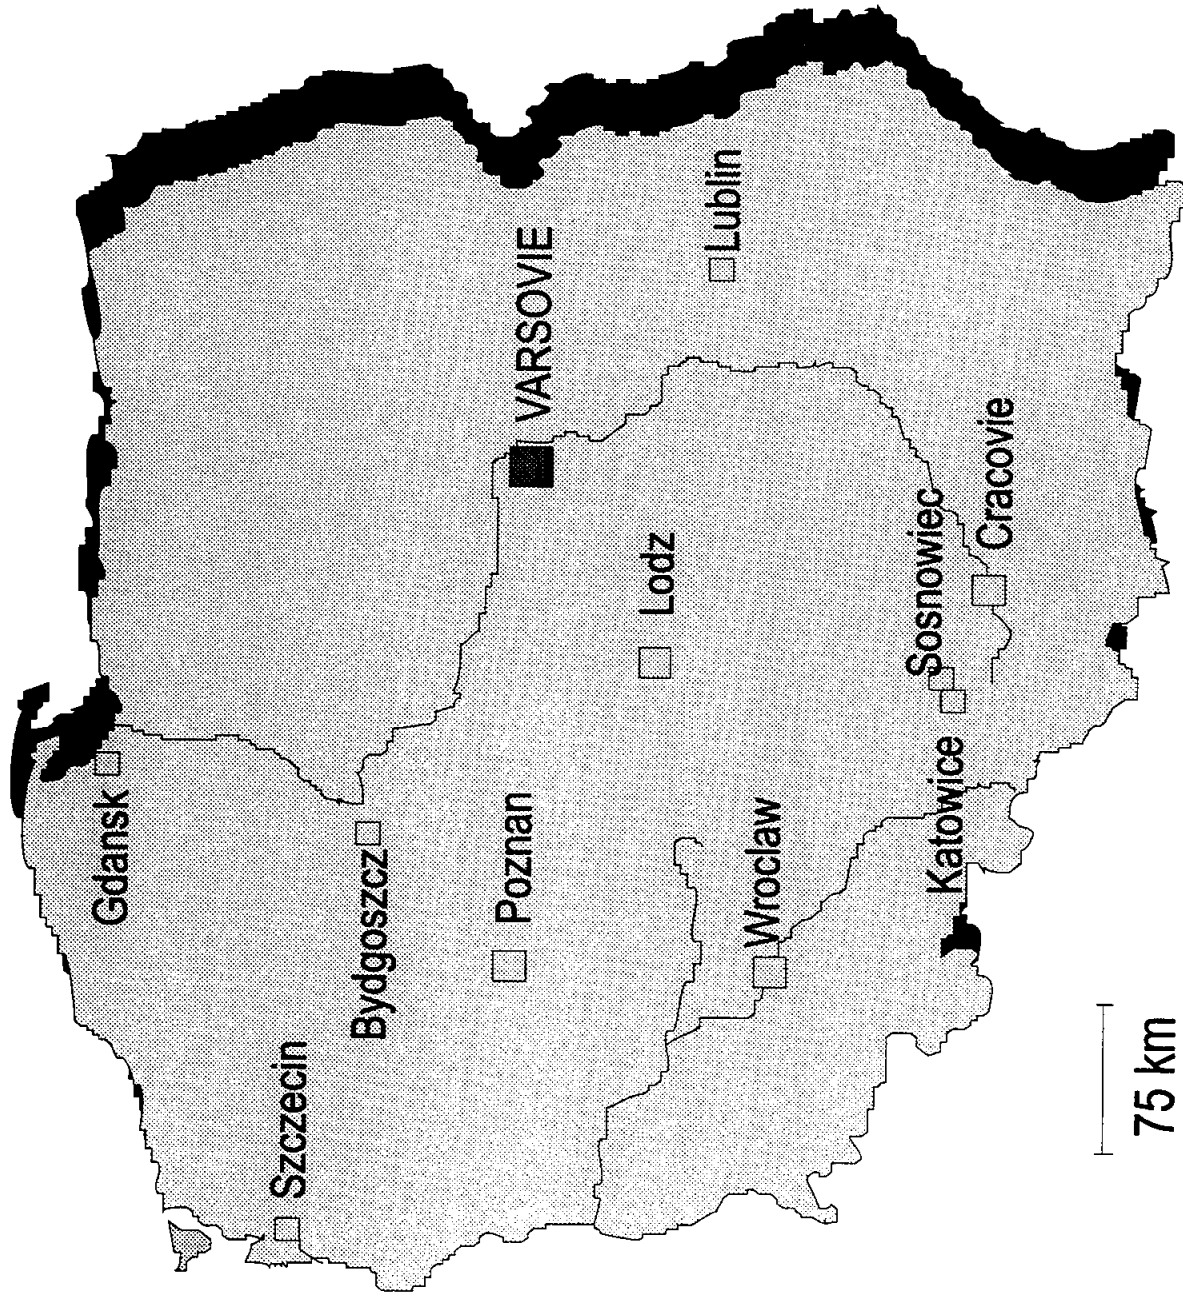 Gdansk
Szczecin
Bydgoszcz
Poznan
VARSOVIE
Lodz
Lublin
Wroclaw
Sosnowiec
Katowice
Cracovie
75 km